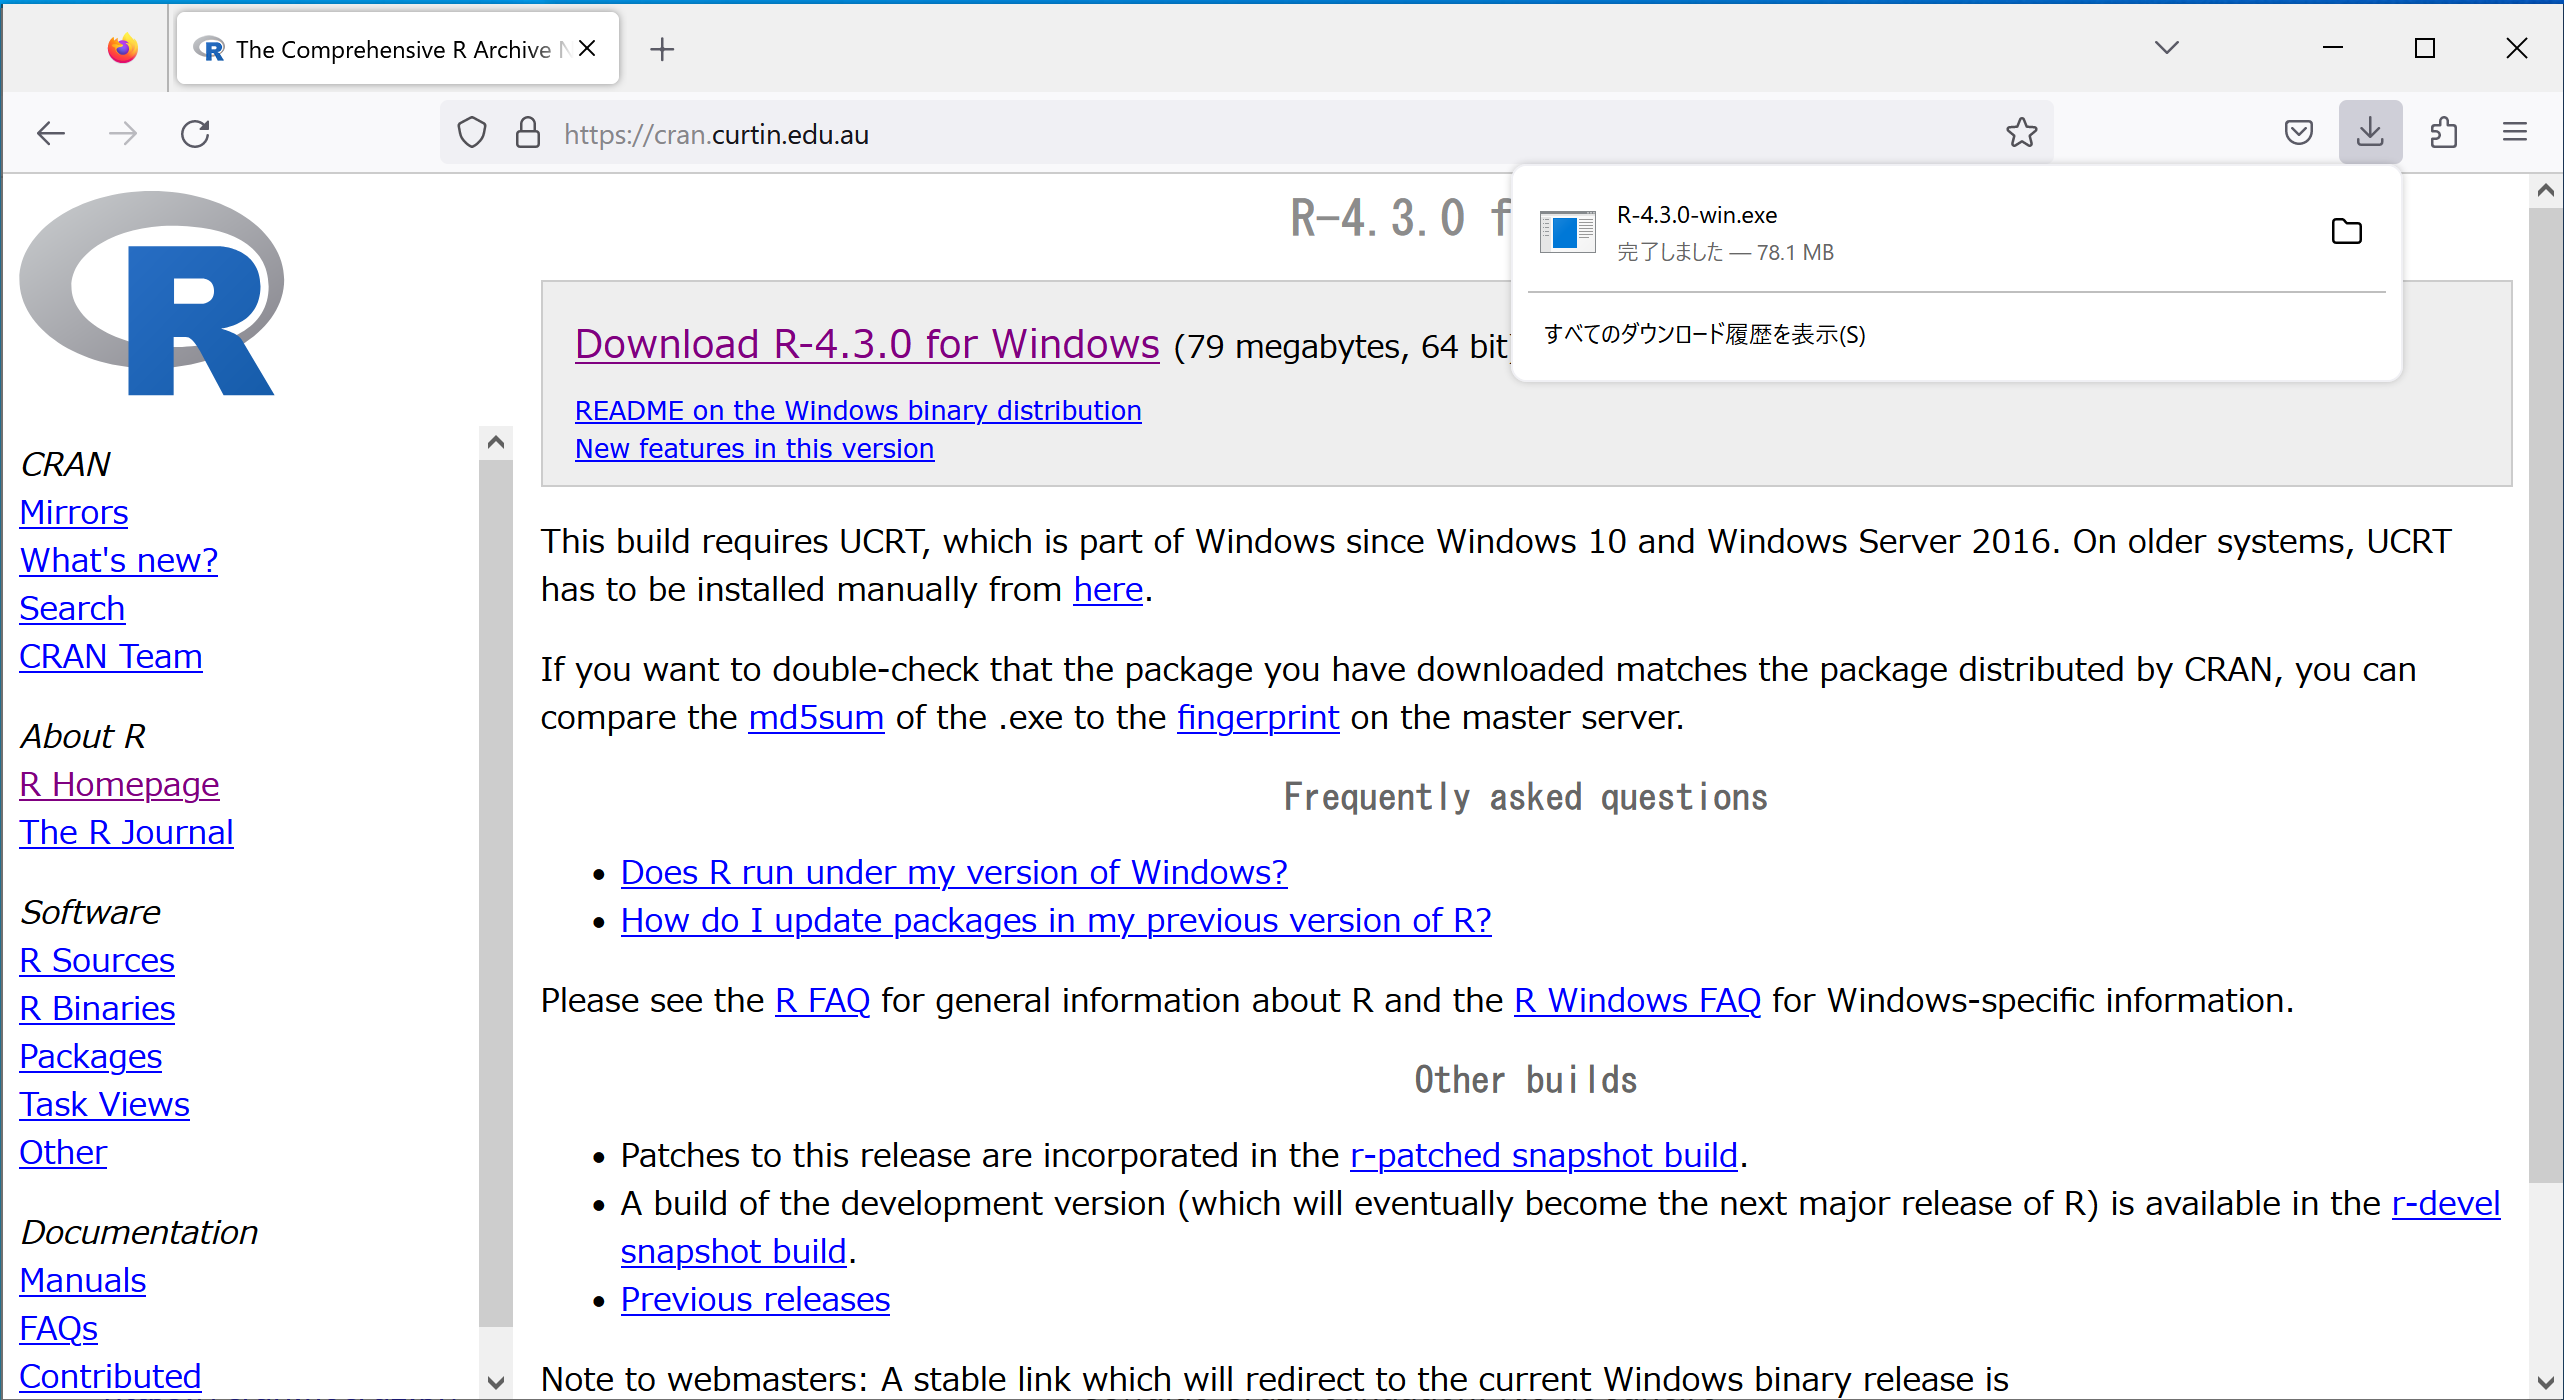 The Comprehensive R Archive
https://cran.curtin.edu.au
R-4.3.0-win.exe
完了しました — 78.1 MB
すべてのダウンロード履歴を表示(S)
R
CRAN
Mirrors
What's new?
Search
CRAN Team
About R
R Homepage
The R Journal
Software
R Sources
R Binaries
Packages
Task Views
Other
Documentation
Manuals
FAQs
Contributed
R-4.3.0 f
Download R-4.3.0 for Windows (79 megabytes, 64 bit)
README on the Windows binary distribution
New features in this version
This build requires UCRT, which is part of Windows since Windows 10 and Windows Server 2016. On older systems, UCRT
has to be installed manually from here.
If you want to double-check that the package you have downloaded matches the package distributed by CRAN, you can
compare the md5sum of the .exe to the fingerprint on the master server.
Frequently asked questions
• Does R run under my version of Windows?
• How do I update packages in my previous version of R?
Please see the R FAQ for general information about R and the R Windows FAQ for Windows-specific information.
Other builds
• Patches to this release are incorporated in the r-patched snapshot build.
• A build of the development version (which will eventually become the next major release of R) is available in the r-devel
snapshot build.
• Previous releases
Note to webmasters: A stable link which will redirect to the current Windows binary release is